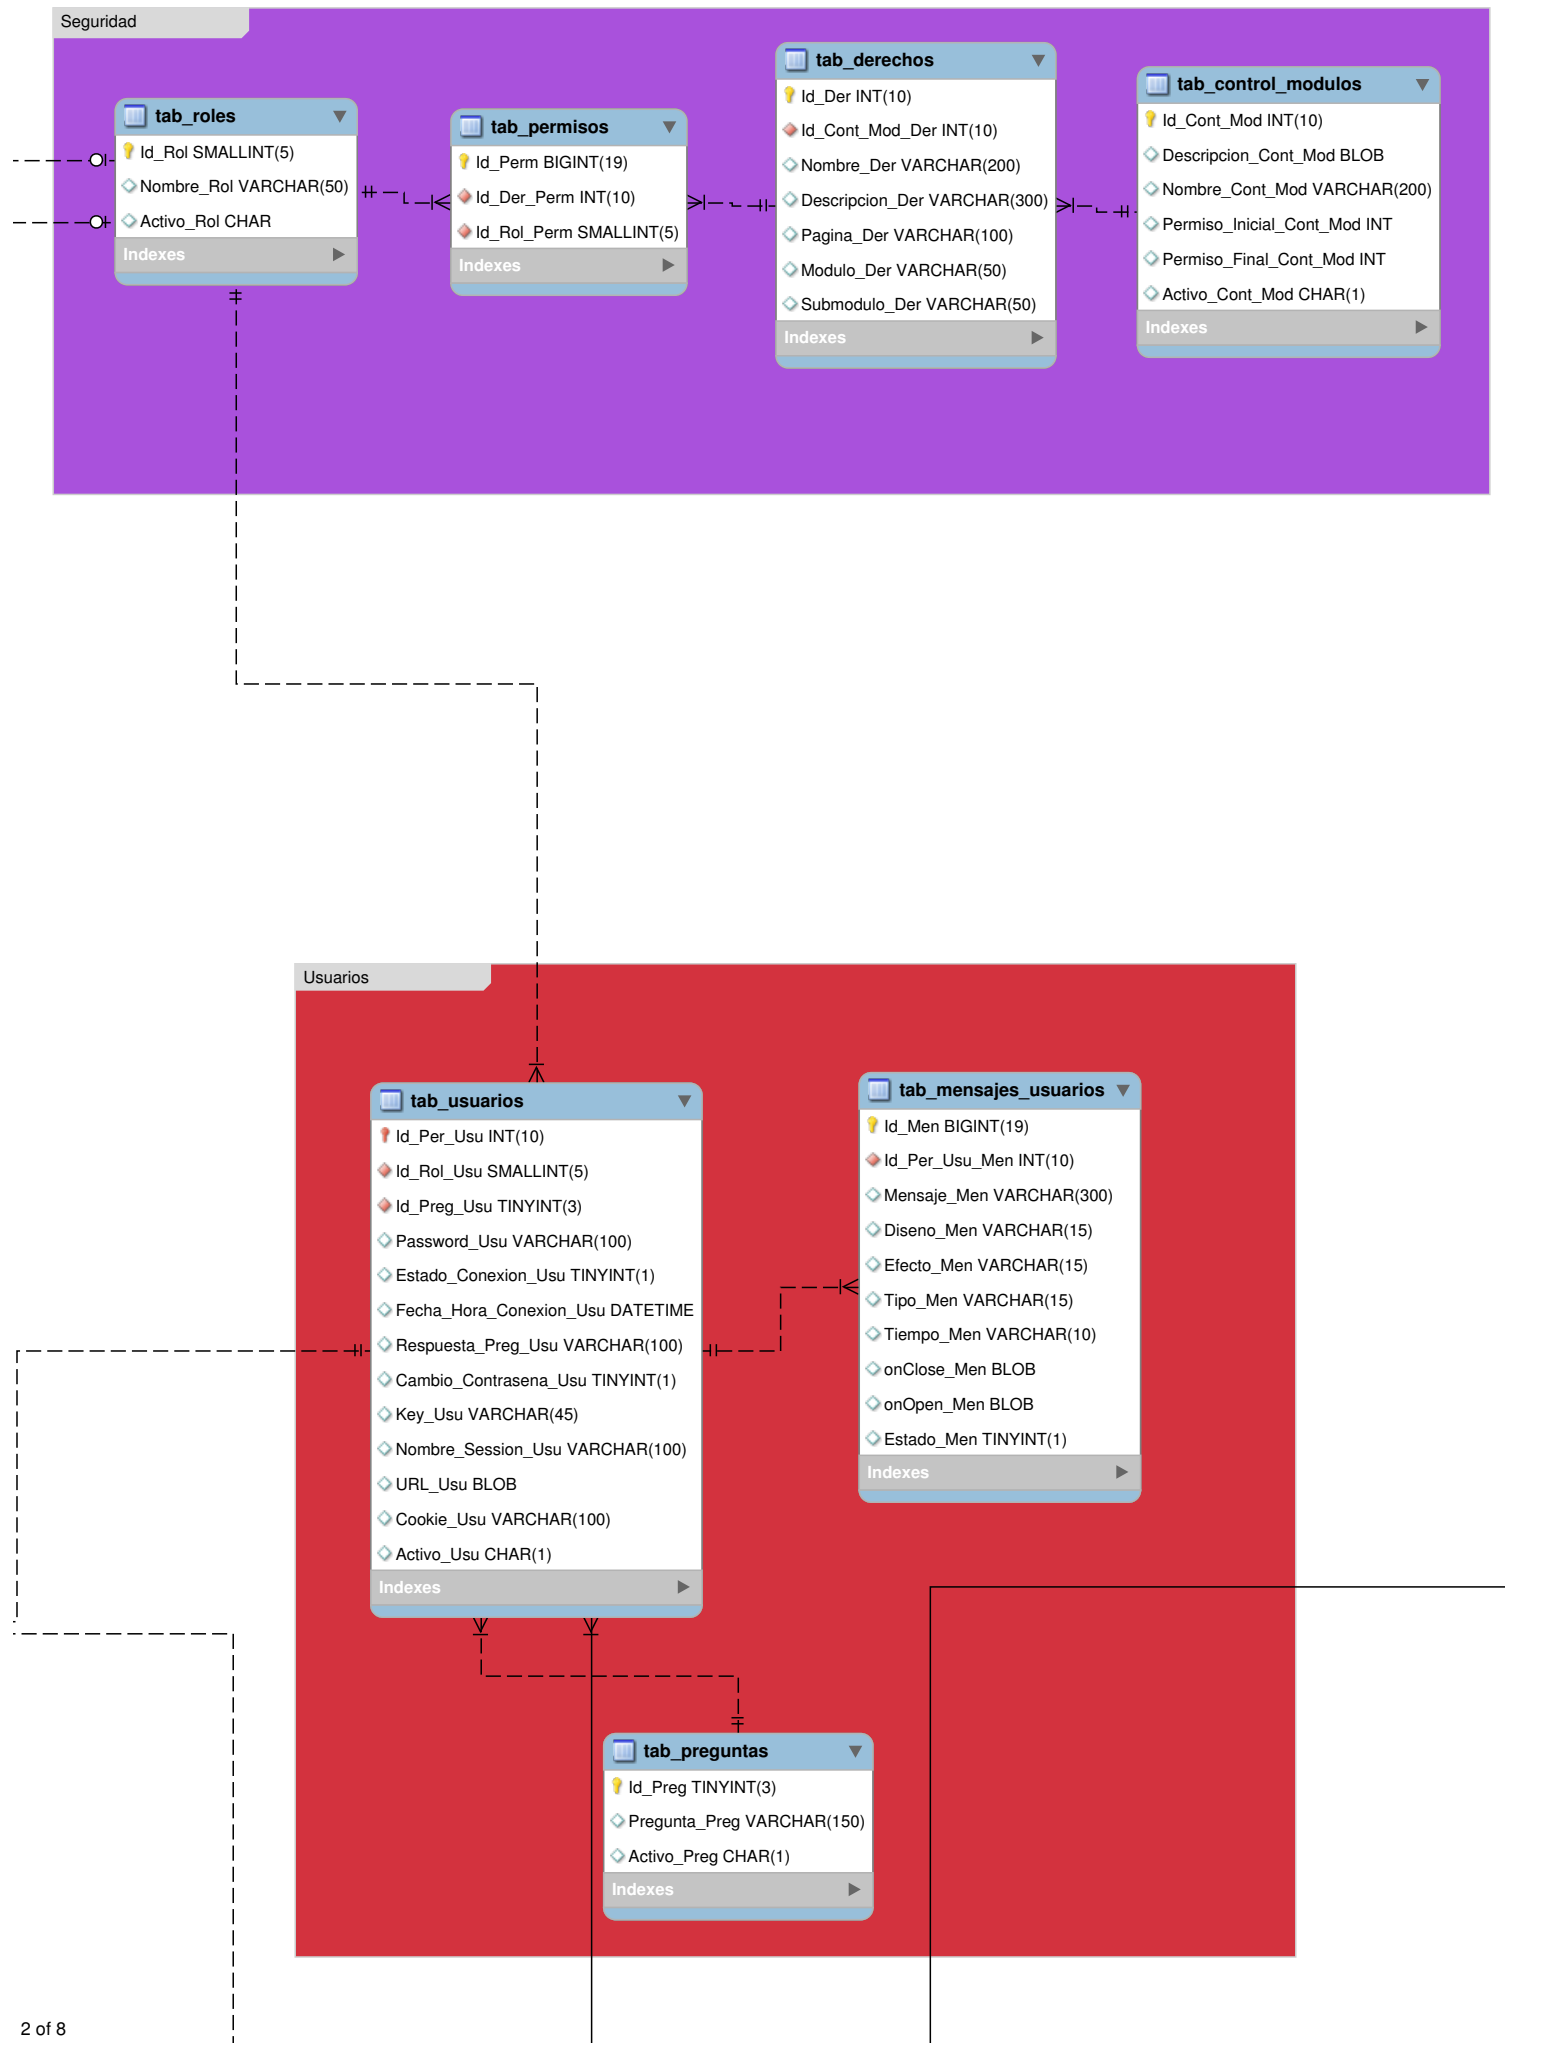 Seguridad
tab_roles
Id_Rol SMALLINT(5)
Nombre_Rol VARCHAR(50)
Activo_Rol CHAR
Indexes
tab_permisos
Id_Perm BIGINT(19)
Id_Der_Perm INT(10)
Id_Rol_Perm SMALLINT(5)
Indexes
tab_derechos
Id_Der INT(10)
Id_Cont_Mod_Der INT(10)
Nombre_Der VARCHAR(200)
Descripcion_Der VARCHAR(300)
Pagina_Der VARCHAR(100)
Modulo_Der VARCHAR(50)
Submodulo_Der VARCHAR(50)
Indexes
tab_control_modulos
Id_Cont_Mod INT(10)
Descripcion_Cont_Mod BLOB
Nombre_Cont_Mod VARCHAR(200)
Permiso_Inicial_Cont_Mod INT
Permiso_Final_Cont_Mod INT
Activo_Cont_Mod CHAR(1)
Indexes
Usuarios
tab_usuarios
Id_Per_Usu INT(10)
Id_Rol_Usu SMALLINT(5)
Id_Preg_Usu TINYINT(3)
Password_Usu VARCHAR(100)
Estado_Conexion_Usu TINYINT(1)
Fecha_Hora_Conexion_Usu DATETIME
Respuesta_Preg_Usu VARCHAR(100)
Cambio_Contrasena_Usu TINYINT(1)
Key_Usu VARCHAR(45)
Nombre_Session_Usu VARCHAR(100)
URL_Usu BLOB
Cookie_Usu VARCHAR(100)
Activo_Usu CHAR(1)
Indexes
tab_mensajes_usuarios
Id_Men BIGINT(19)
Id_Per_Usu_Men INT(10)
Mensaje_Men VARCHAR(300)
Diseno_Men VARCHAR(15)
Efecto_Men VARCHAR(15)
Tipo_Men VARCHAR(15)
Tiempo_Men VARCHAR(10)
onClose_Men BLOB
onOpen_Men BLOB
Estado_Men TINYINT(1)
Indexes
tab_preguntas
Id_Preg TINYINT(3)
Pregunta_Preg VARCHAR(150)
Activo_Preg CHAR(1)
Indexes
2 of 8